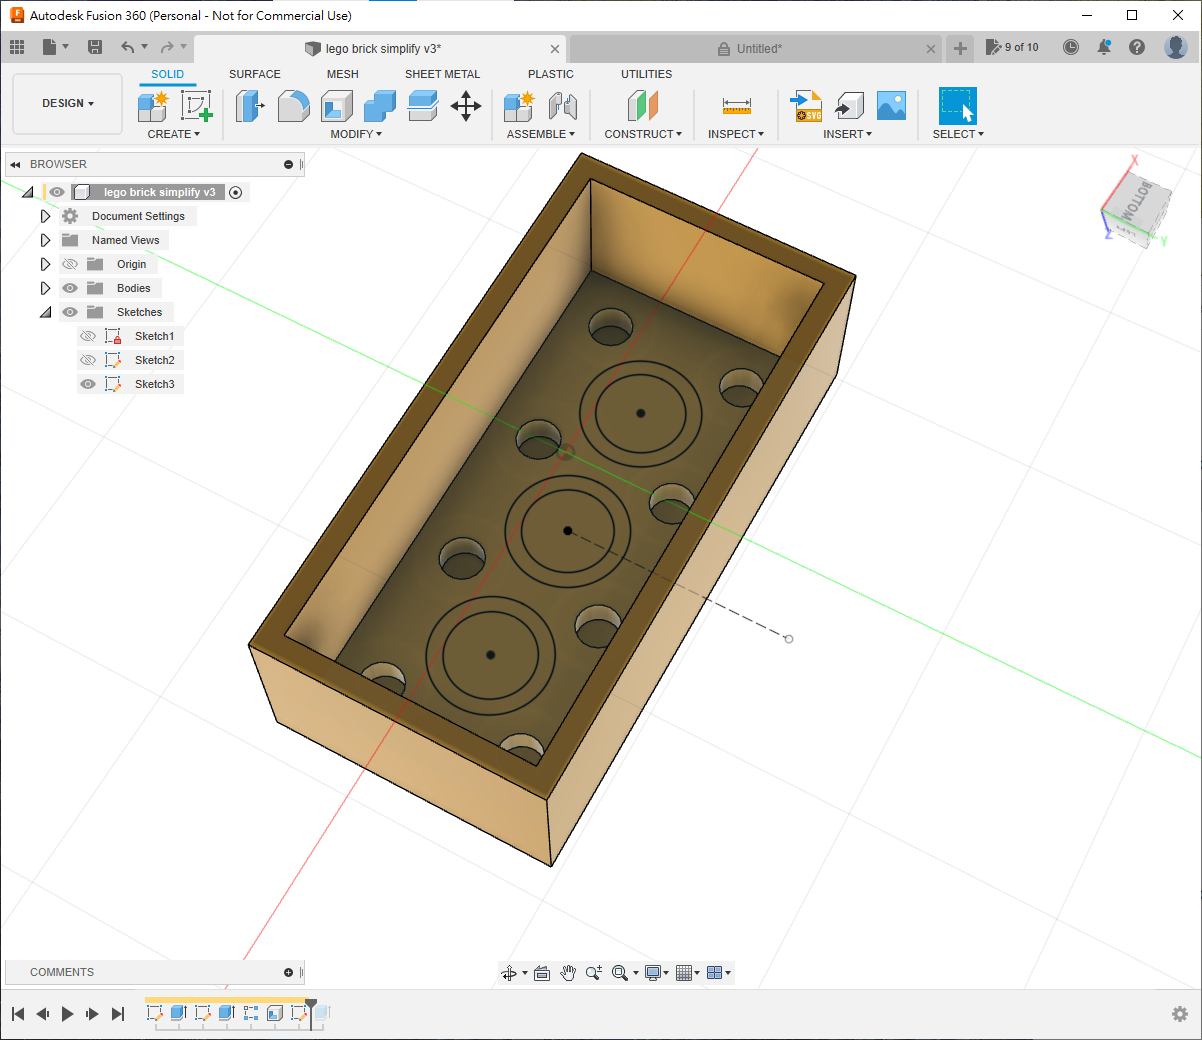 Autodesk Fusion 360 (Personal - Not for Commercial Use)
lego brick simplify v3*
Untitled*
9 of 10
SOLID
SURFACE
MESH
SHEET METAL
PLASTIC
UTILITIES
DESIGN
CREATE
MODIFY
ASSEMBLE
CONSTRUCT
INSPECT
INSERT
SELECT
SVG
BROWSER
lego brick simplify v3
Document Settings
Named Views
Origin
Bodies
Sketches
Sketch1
Sketch2
Sketch3
X
BOTTOM
LEFT
Z
Y
COMMENTS